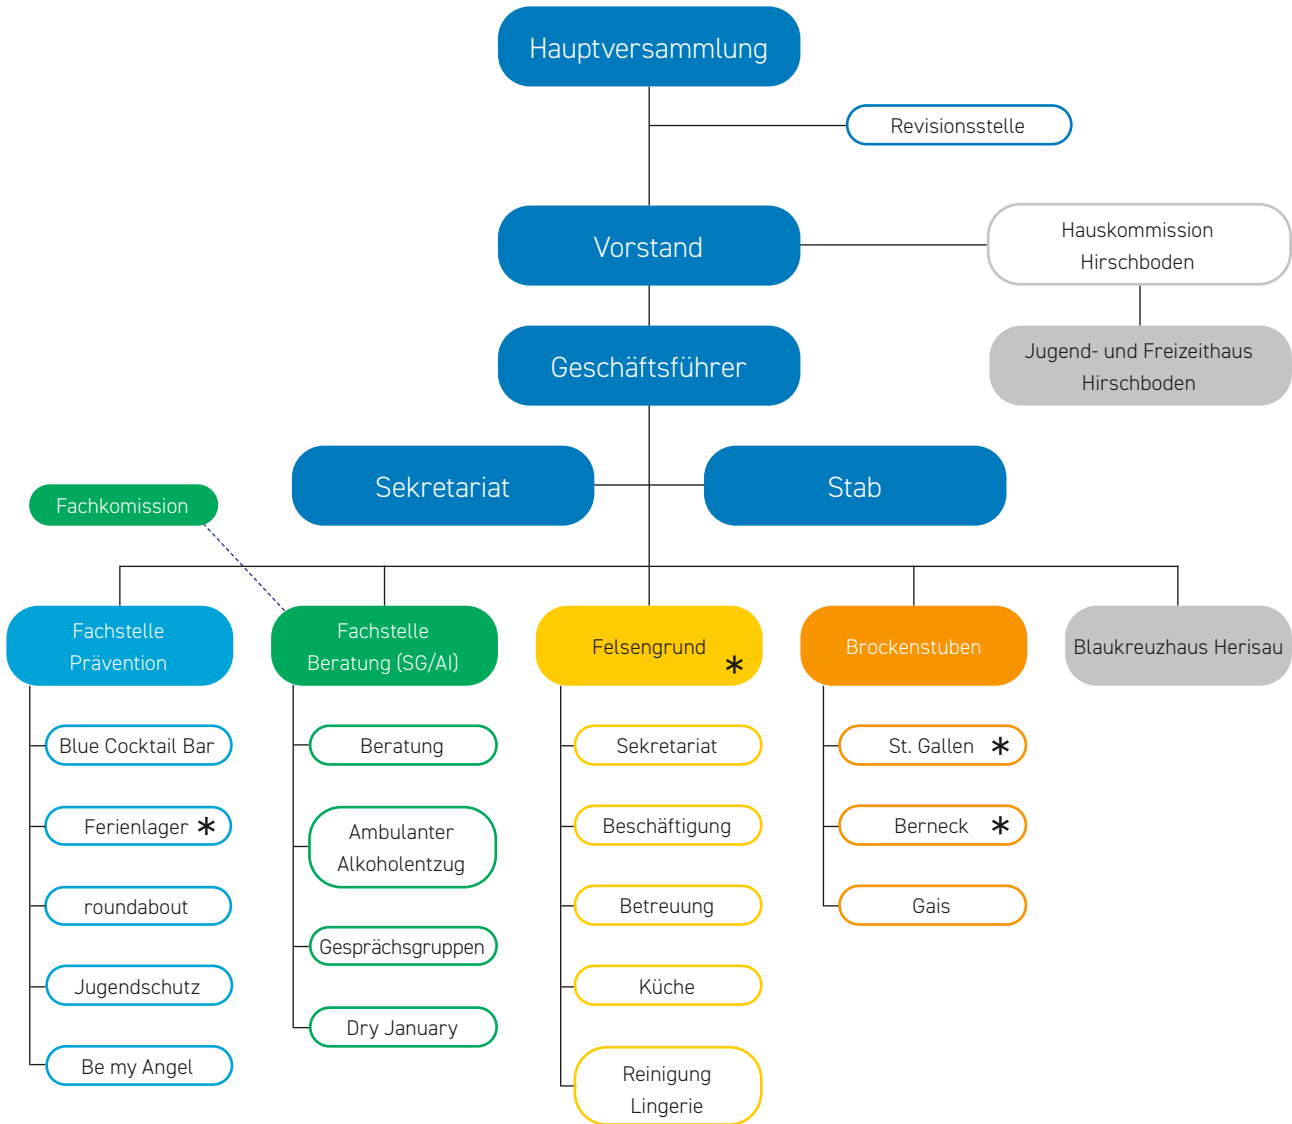 Hauptversammlung
Revisionsstelle
Vorstand
Hauskommission
Hirschboden
Geschäftsführer
Jugend- und Freizeithaus
Hirschboden
Sekretariat
Stab
Fachkomission
Fachstelle
Prävention
Fachstelle
Beratung (SG/AI)
Felsengrund *
Brockenstuben
Blaukreuzhaus Herisau
Blue Cocktail Bar
Ferienlager *
roundabout
Jugendschutz
Be my Angel
Beratung
Ambulanter
Alkoholentzug
Gesprächsgruppen
Dry January
Sekretariat
Beschäftigung
Betreuung
Küche
Reinigung
Lingerie
St. Gallen *
Berneck *
Gais